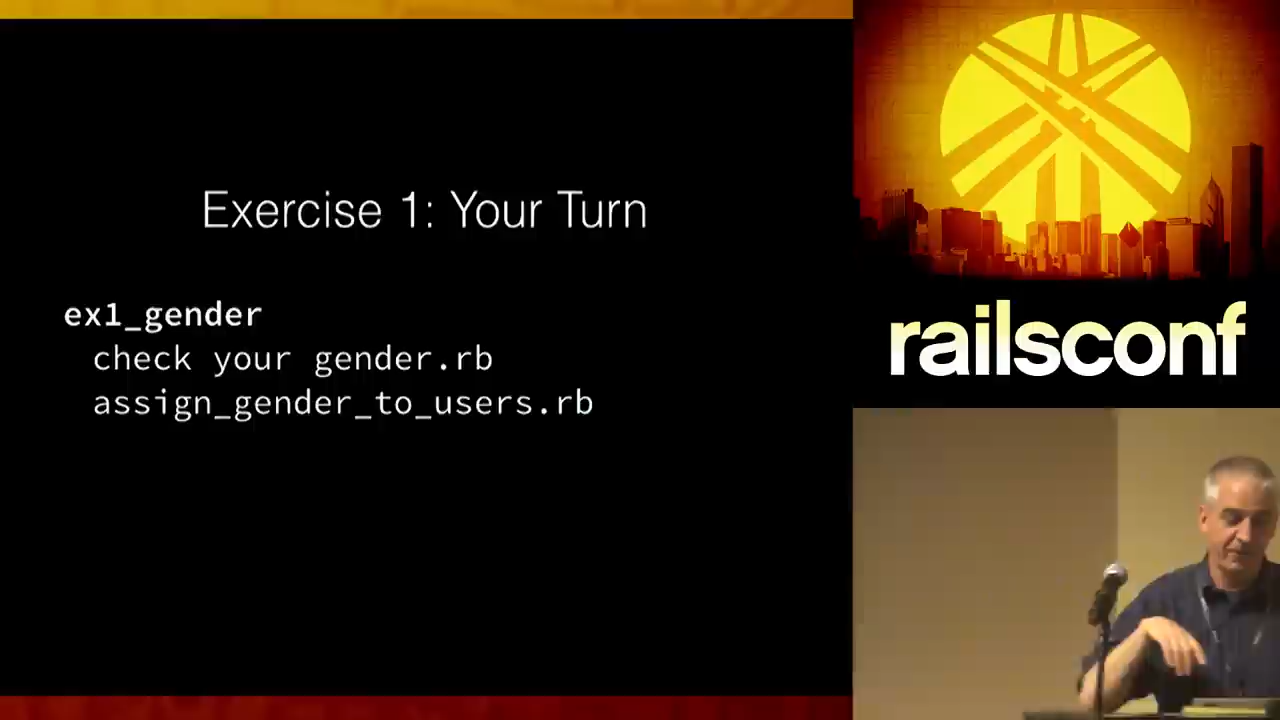 Exercise 1: Your Turn
ex1_gender
check your gender.rb
assign_gender_to_users.rb
railsconf